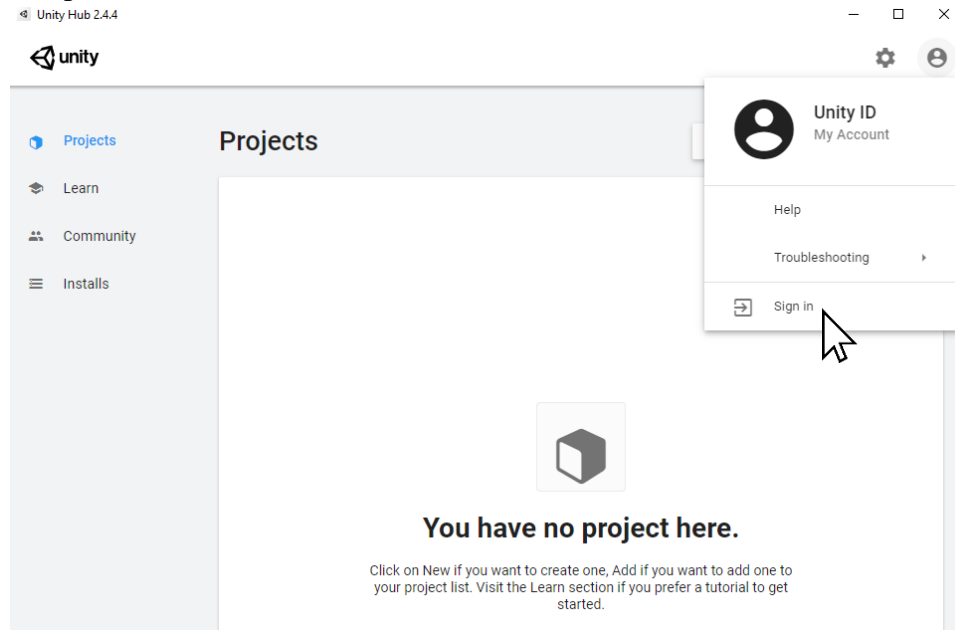 Unity Hub 2.4.4
unity
Unity ID
My Account
Projects
Projects
Learn
Help
Community
Troubleshooting
Installs
Sign in
You have no project here.
Click on New if you want to create one, Add if you want to add one to
your project list. Visit the Learn section if you prefer a tutorial to get
started.